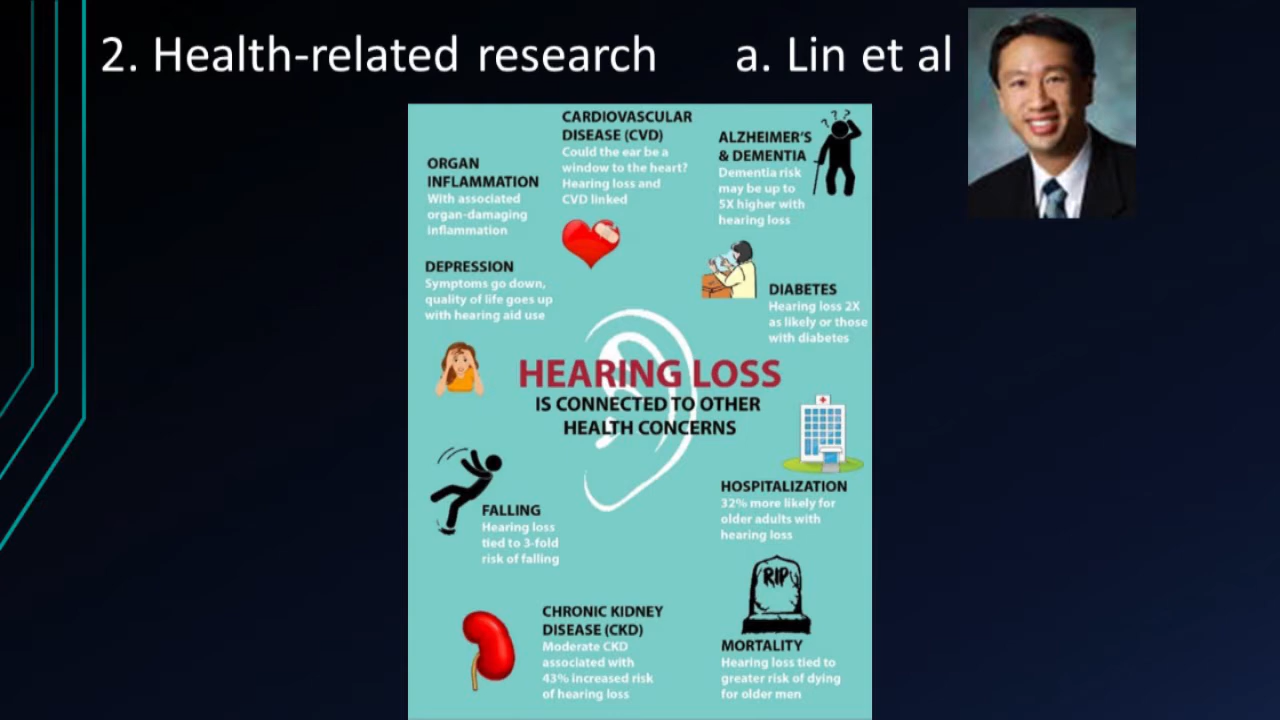 2. Health-related research
a. Lin et al
CARDIOVASCULAR
DISEASE (CVD)
Could the ear be a
window to the heart?
Hearing loss and
CVD linked
? ? ?
ALZHEIMER'S
& DEMENTIA
Dementia risk
may be up to
5X higher with
hearing loss
ORGAN
INFLAMMATION
With associated
organ-damaging
inflammation
DEPRESSION
Symptoms go down,
quality of life goes up
with hearing aid use
DIABETES
Hearing loss 2X
as likely or those
with diabetes
HEARING LOSS
IS CONNECTED TO OTHER
HEALTH CONCERNS
HOSPITALIZATION
32% more likely for
older adults with
hearing loss
FALLING
Hearing loss
tied to 3-fold
risk of falling
RIP
CHRONIC KIDNEY
DISEASE (CKD)
Moderate CKD
associated with
43% increased risk
of hearing loss
MORTALITY
Hearing loss tied to
greater risk of dying
for older men